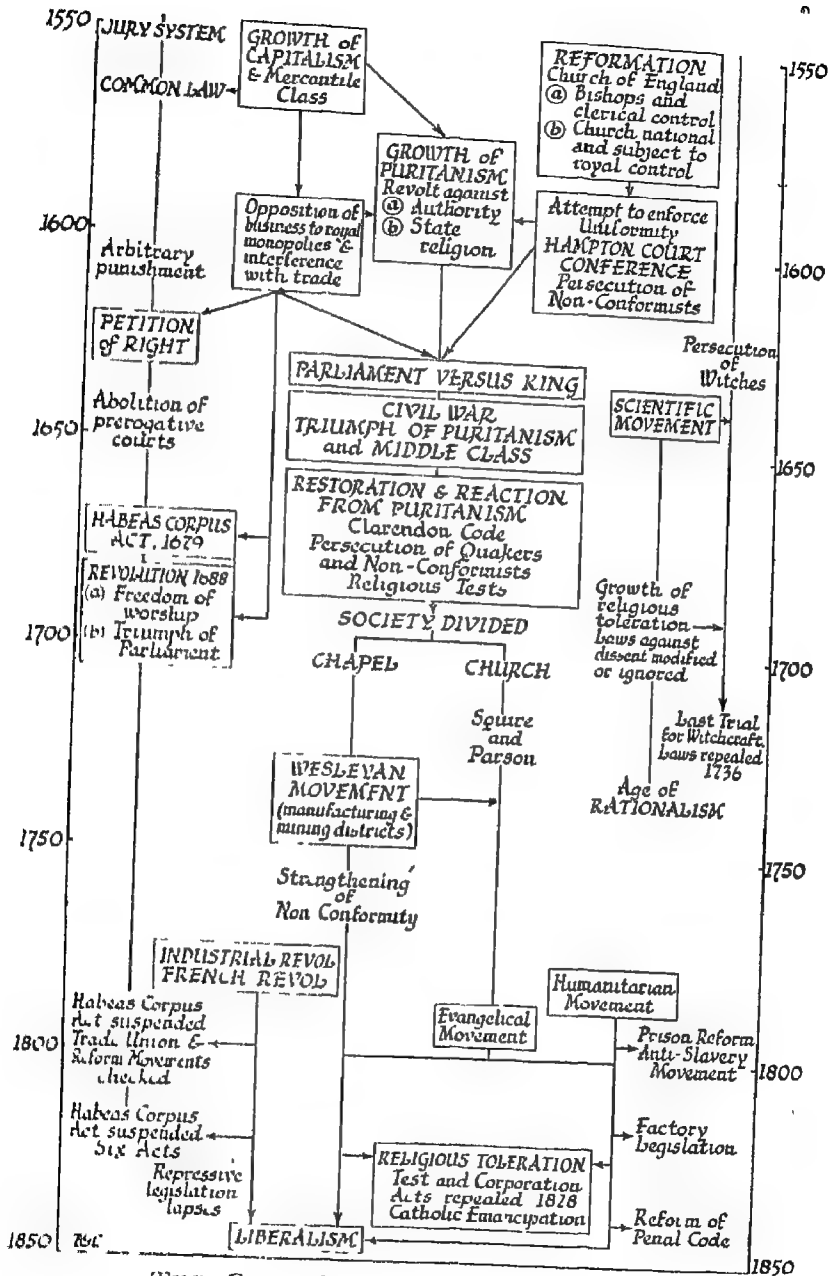 1550
JURY SYSTEM
COMMON LAW
GROWTH of
CAPITALISM
& Mercantile
Class
REFORMATION
Church of England
(a) Bishops and
clerical control
(b) Church national
and subject to
royal control
1550
GROWTH of
PURITANISM
Revolt against
(a) Authority
(b) State
religion
1600
Arbitrary
punishment
Opposition of
business to royal
monopolies &
interference
with trade
Attempt to enforce
Uniformity
HAMPTON COURT
CONFERENCE
Persecution of
Non-Conformists
1600
PETITION
of RIGHT
Persecution
of
Witches
PARLIAMENT VERSUS KING
Abolition of
prerogative
courts
1650
CIVIL WAR
TRIUMPH OF PURITANISM
and MIDDLE CLASS
SCIENTIFIC
MOVEMENT
1650
RESTORATION & REACTION
FROM PURITANISM
Clarendon Code
Persecution of Quakers
and Non-Conformists
Religious Tests
HABEAS CORPUS
ACT, 1679
REVOLUTION 1688
(a) Freedom of
worship
(b) Triumph of
Parliament
1700
Growth of
religious
toleration
Laws against
dissent modified
or ignored
1700
SOCIETY DIVIDED
CHAPEL
CHURCH
Squire
and
Parson
Last Trial
for Witchcraft.
Laws repealed
1736
WESLEYAN
MOVEMENT
(manufacturing &
mining districts)
Age of
RATIONALISM
1750
1750
Strengthening
of
Non Conformity
INDUSTRIAL REVOL
FRENCH REVOL
Humanitarian
Movement
Habeas Corpus
Act suspended
Trade Union &
Reform Movements
checked
1800
Evangelical
Movement
Prison Reform
Anti-Slavery
Movement
1800
Habeas Corpus
Act suspended
Six Acts
Factory
Legislation
Repressive
legislation
lapses
RELIGIOUS TOLERATION
Test and Corporation
Acts repealed 1828
Catholic Emancipation
Reform of
Penal Code
1850
LIBERALISM
1850